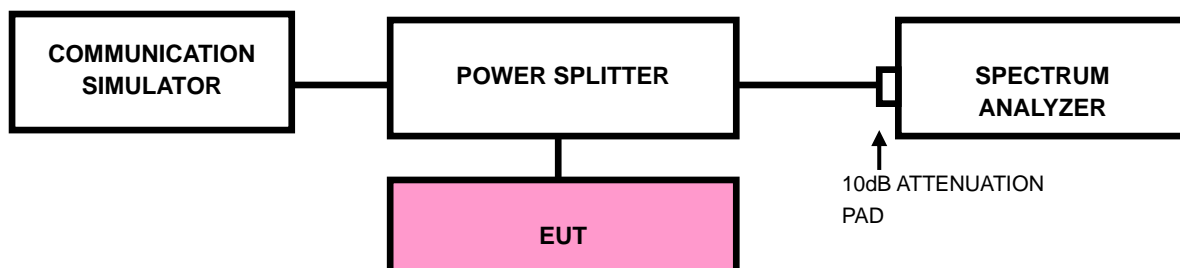 COMMUNICATION
SIMULATOR
POWER SPLITTER
SPECTRUM
ANALYZER
10dB ATTENUATION
PAD
EUT